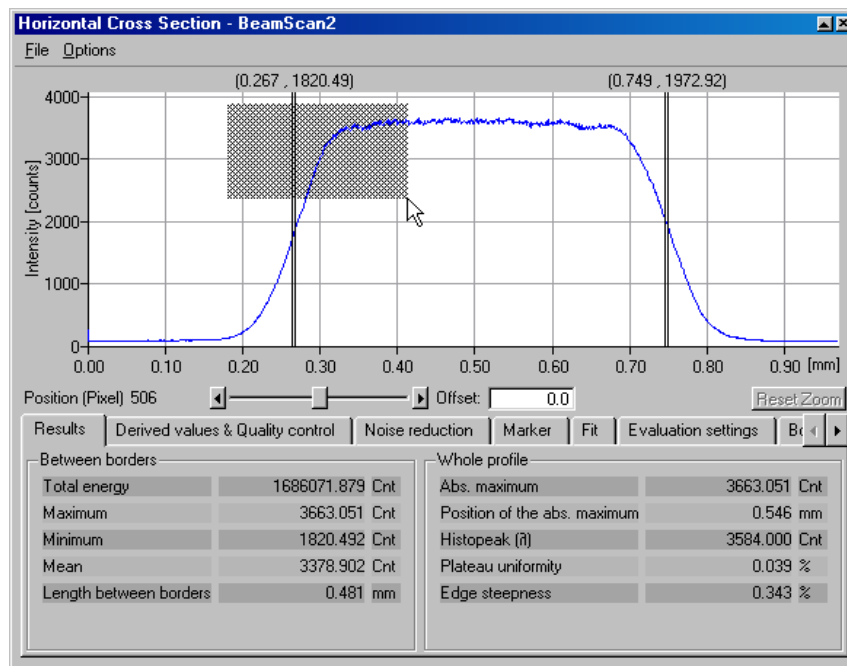 Horizontal Cross Section - BeamScan2
File Options
(0.267 , 1820.49) (0.749 , 1972.92)
4000
3000
2000
1000
0
Intensity [counts]
0.00 0.10 0.20 0.30 0.40 0.50 0.60 0.70 0.80 0.90 [mm]
Position (Pixel) 506 Offset: 0.0 Reset Zoom
Results Derived values & Quality control Noise reduction Marker Fit Evaluation settings
Between borders
Total energy 1686071.879 Cnt
Maximum 3663.051 Cnt
Minimum 1820.492 Cnt
Mean 3378.902 Cnt
Length between borders 0.481 mm
Whole profile
Abs. maximum 3663.051 Cnt
Position of the abs. maximum 0.546 mm
Histopeak 3584.000 Cnt
Plateau uniformity 0.039 %
Edge steepness 0.343 %